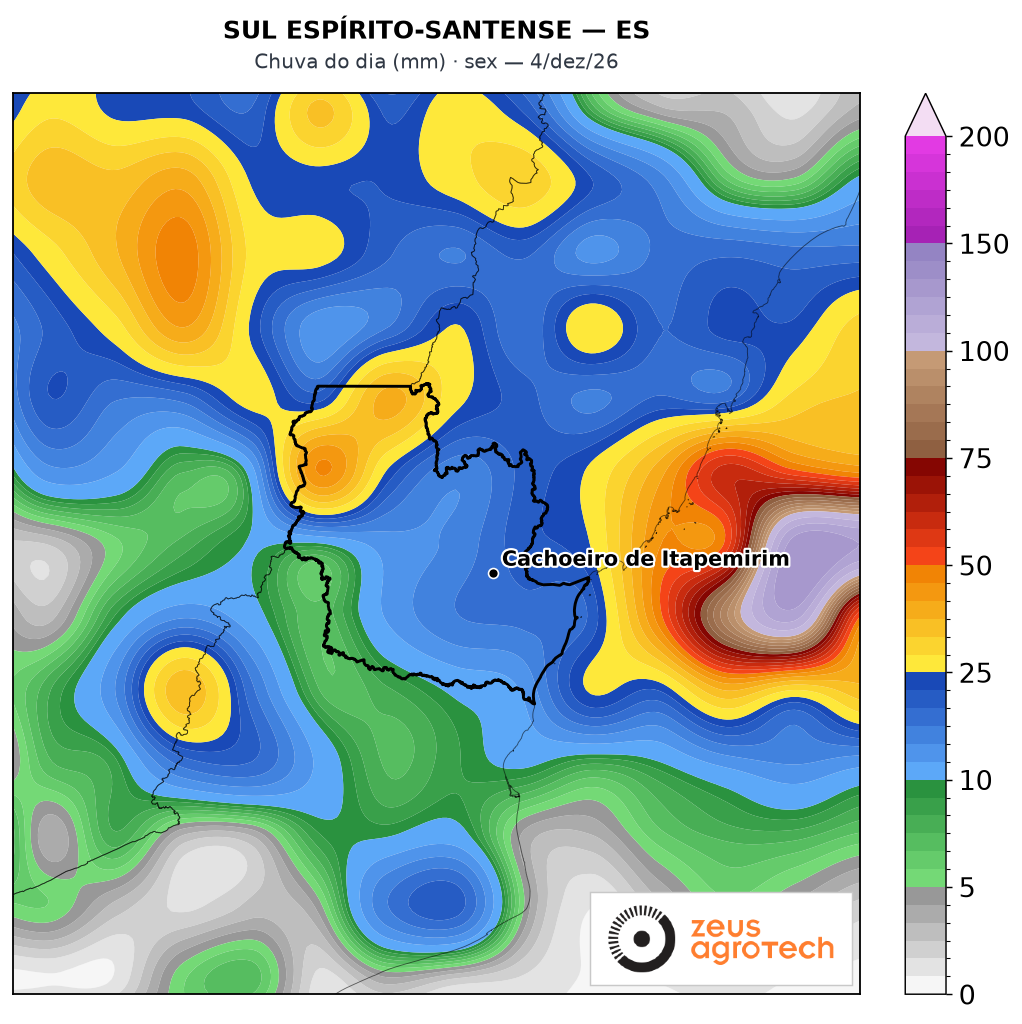 SUL ESPÍRITO-SANTENSE — ES
Chuva do dia (mm) · sex — 4/dez/26
200
150
100
75
50
25
10
5
0
Cachoeiro de Itapemirim
zeus
agrotech